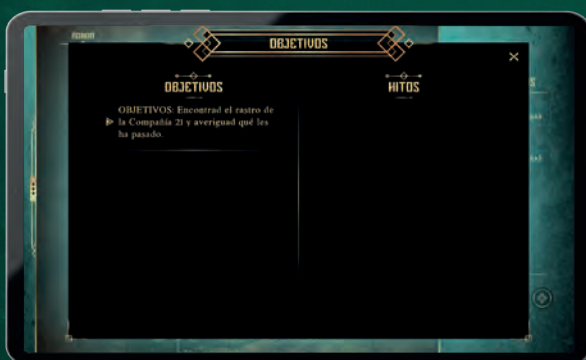 OBJETIVOS
OBJETIVOS
HITOS
OBJETIVOS: Encontrad el rastro de
la Compañía 21 y averiguad qué les
ha pasado.